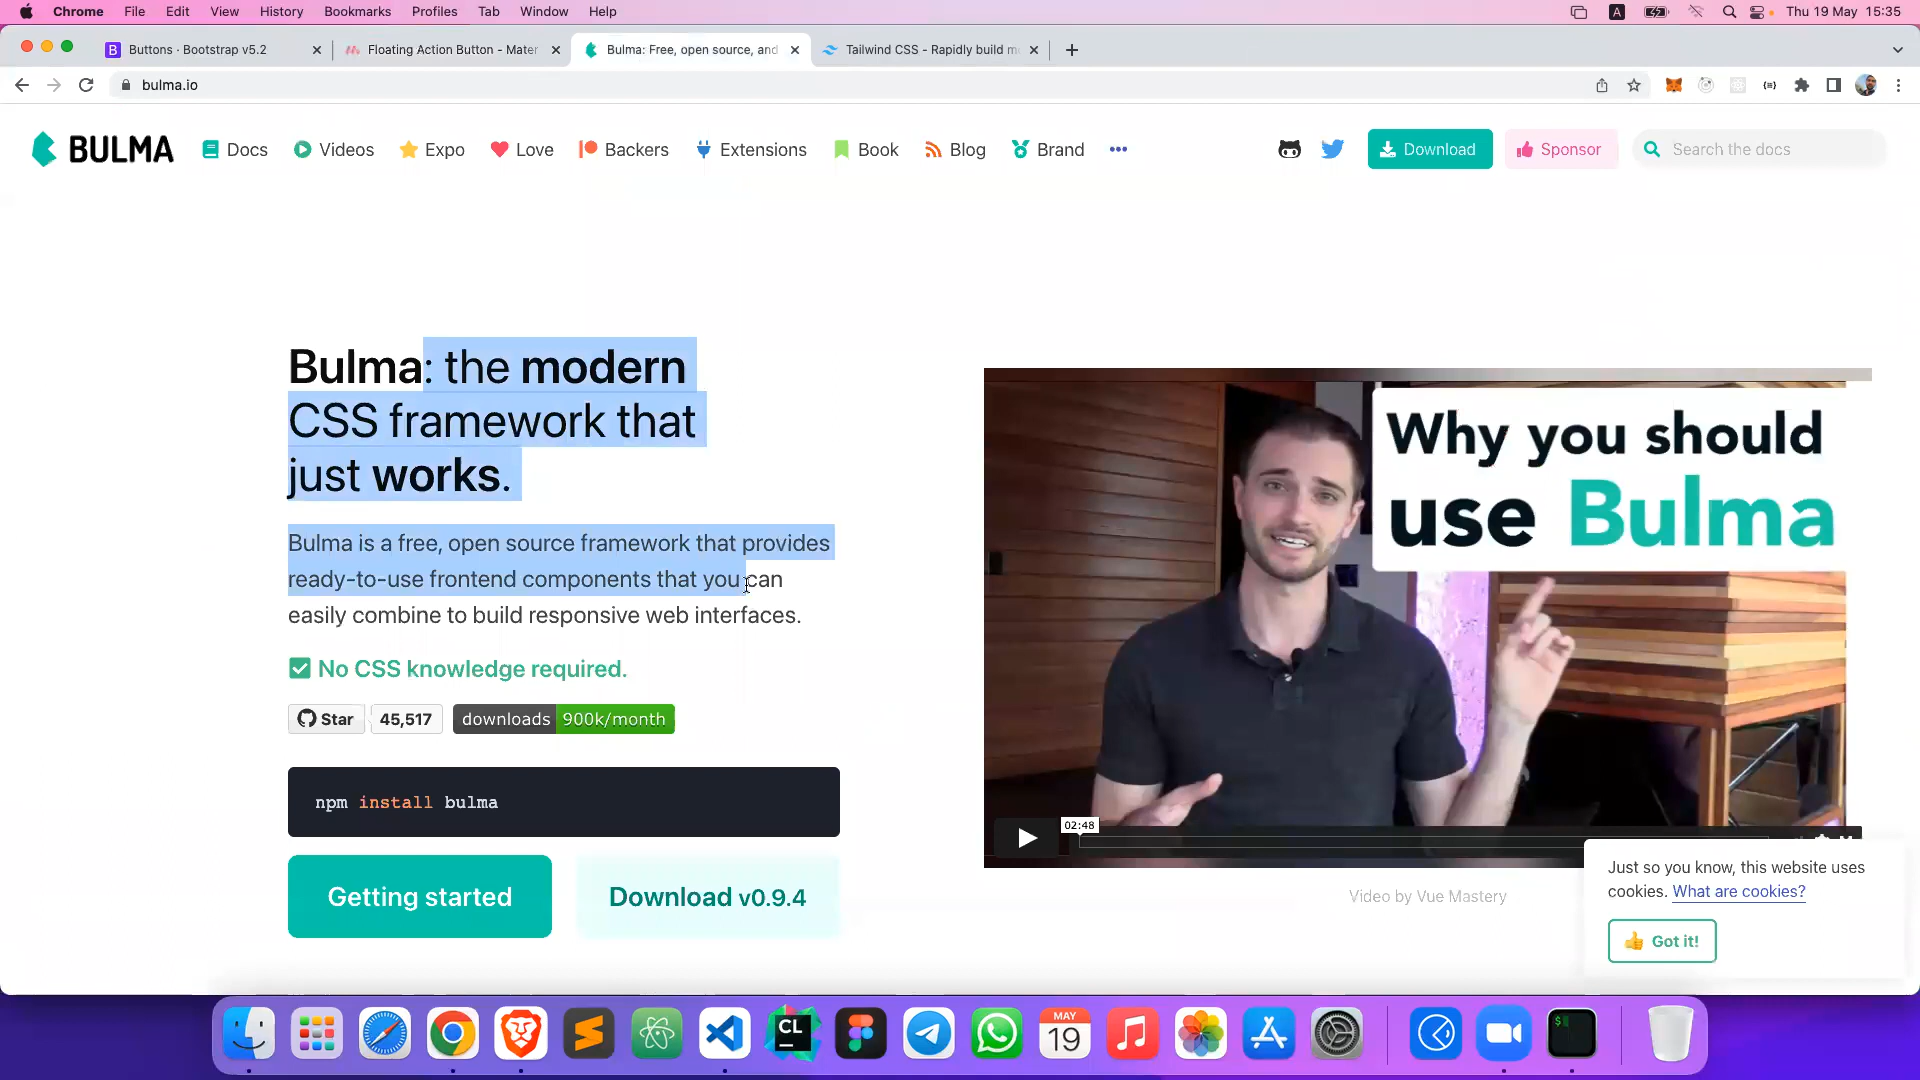 Chrome File Edit View History Bookmarks Profiles Tab Window Help A Thu 19 May 15:35
B Buttons · Bootstrap v5.2 Floating Action Button - Mater Bulma: Free, open source, and Tailwind CSS - Rapidly build mo
bulma.io
BULMA Docs Videos Expo Love Backers Extensions Book Blog Brand Download Sponsor Search the docs
Bulma: the modern
CSS framework that
just works.
Bulma is a free, open source framework that provides
ready-to-use frontend components that you can
easily combine to build responsive web interfaces.
No CSS knowledge required.
Star 45,517 downloads 900k/month
npm install bulma
Getting started Download v0.9.4
Why you should
use Bulma
02:48
Video by Vue Mastery
Just so you know, this website uses
cookies. What are cookies?
👍 Got it!
CL
MAY
19
$